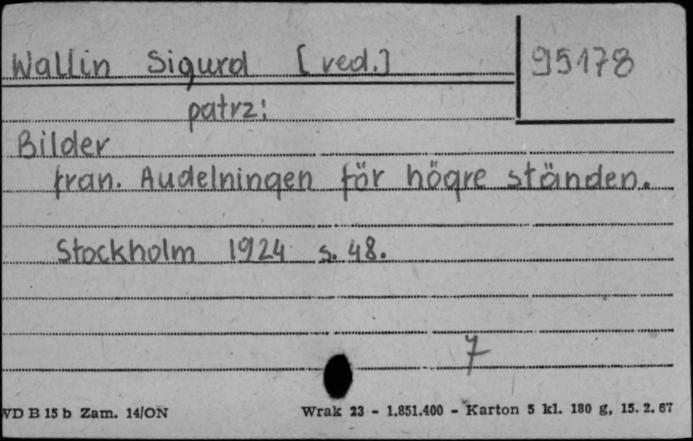 Wallin Sigurd [red.]
95178
patrz:
Bilder
fran. Audelningen för högre ständen.
Stockholm 1924 s. 48.
7
WD B 15 b Zam. 14/ON
Wrak 23 - 1.851.400 - Karton 5 kl. 180 g, 15. 2. 67